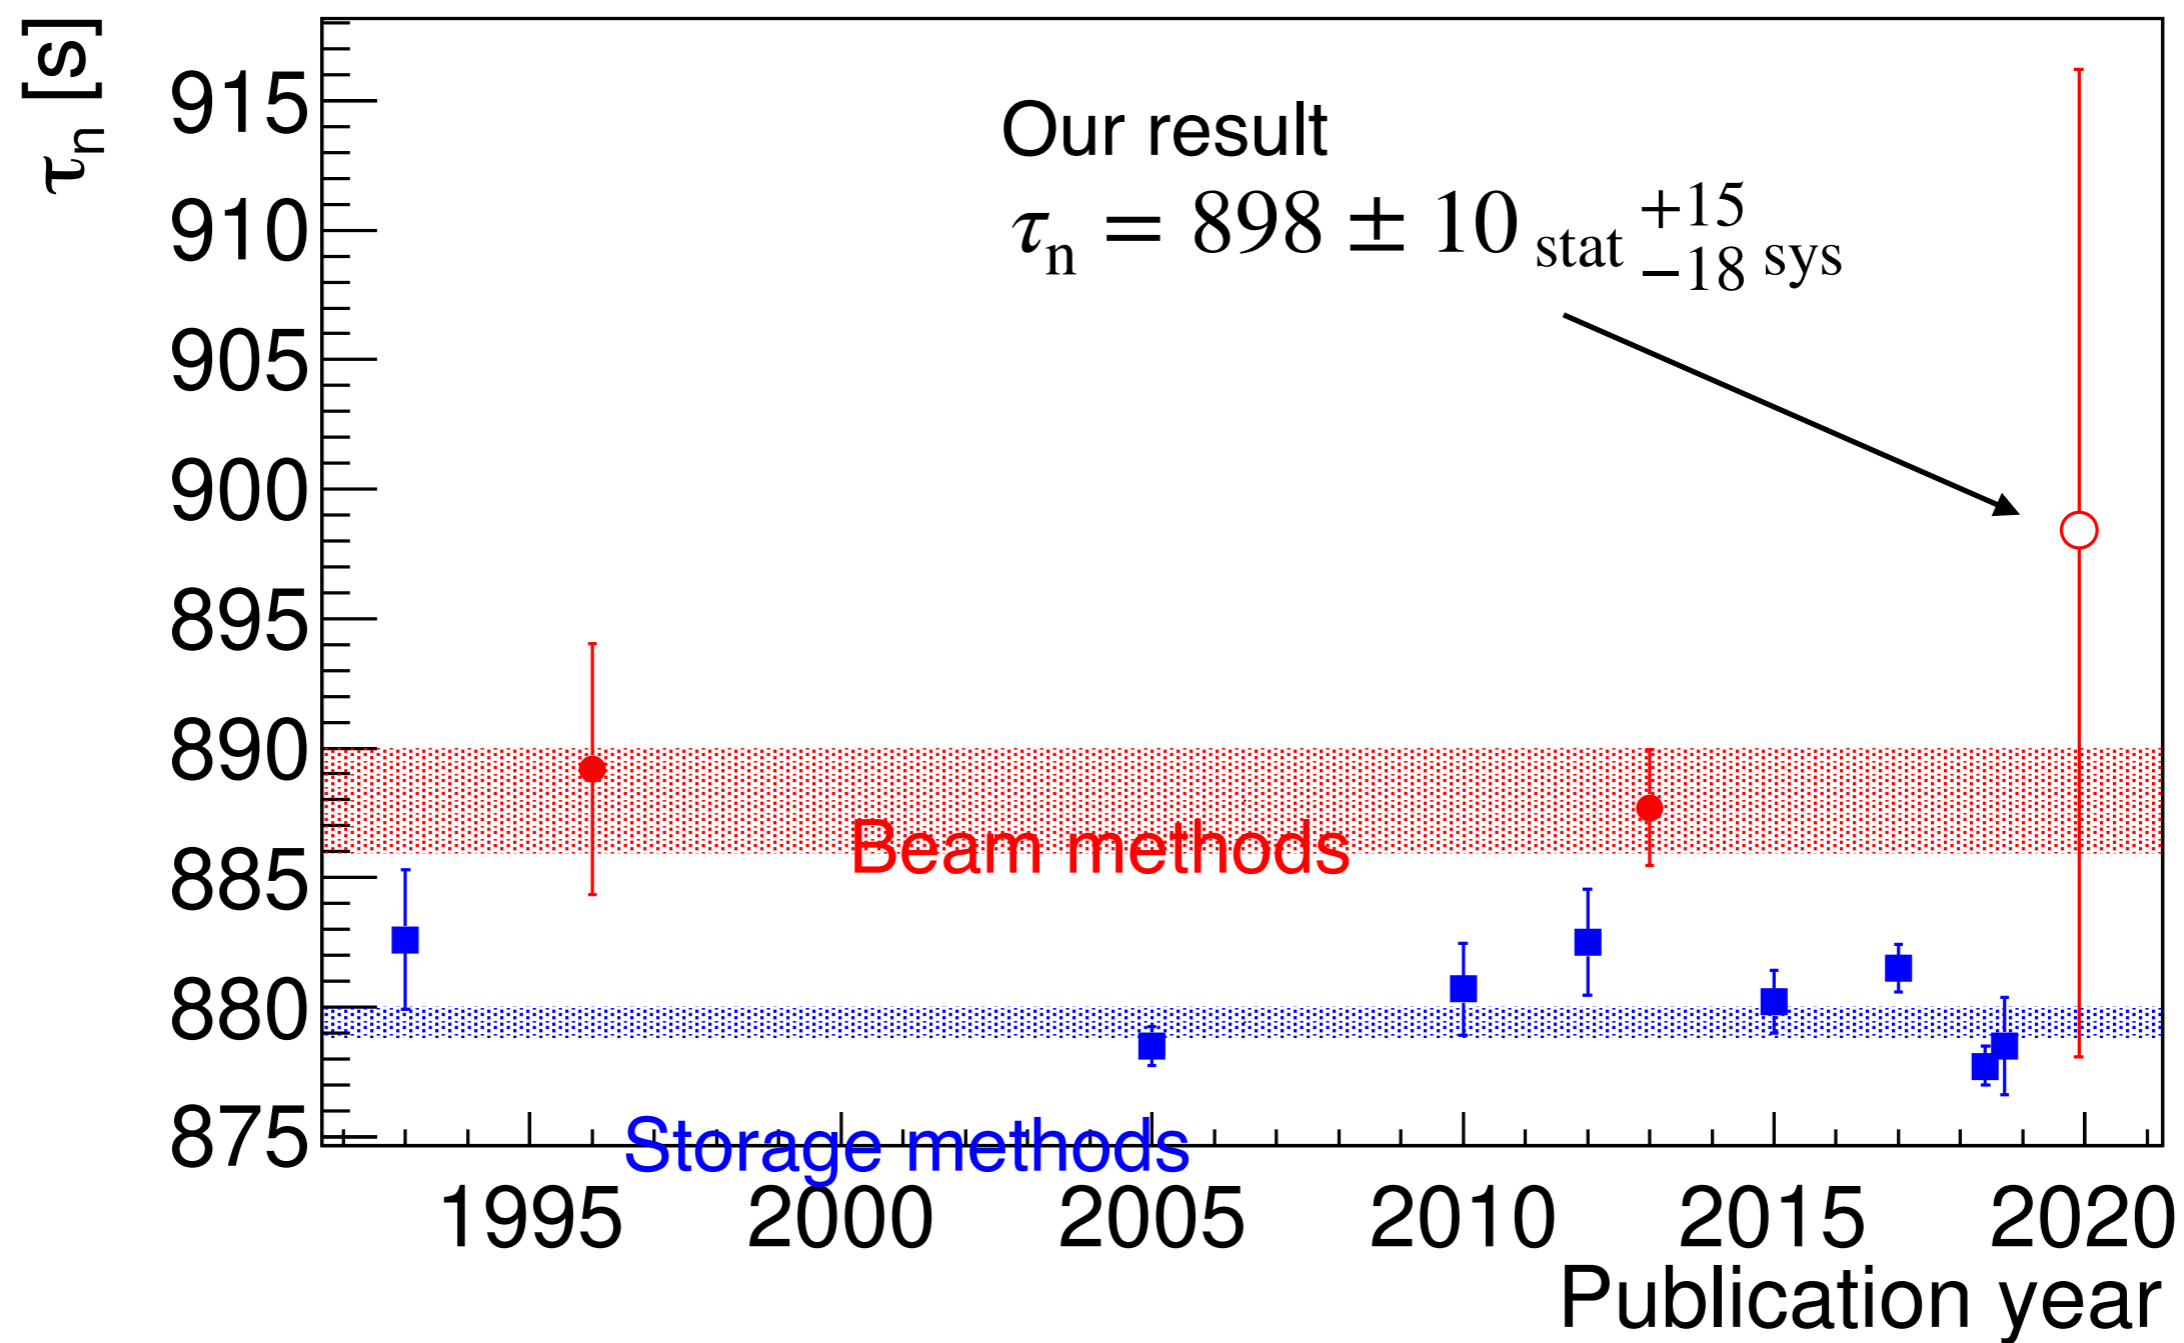 τn [s]
915
910
905
900
895
890
885
880
875
Our result
τn = 898 ± 10 stat +15 −18 sys
Beam methods
Storage methods
1995 2000 2005 2010 2015 2020
Publication year